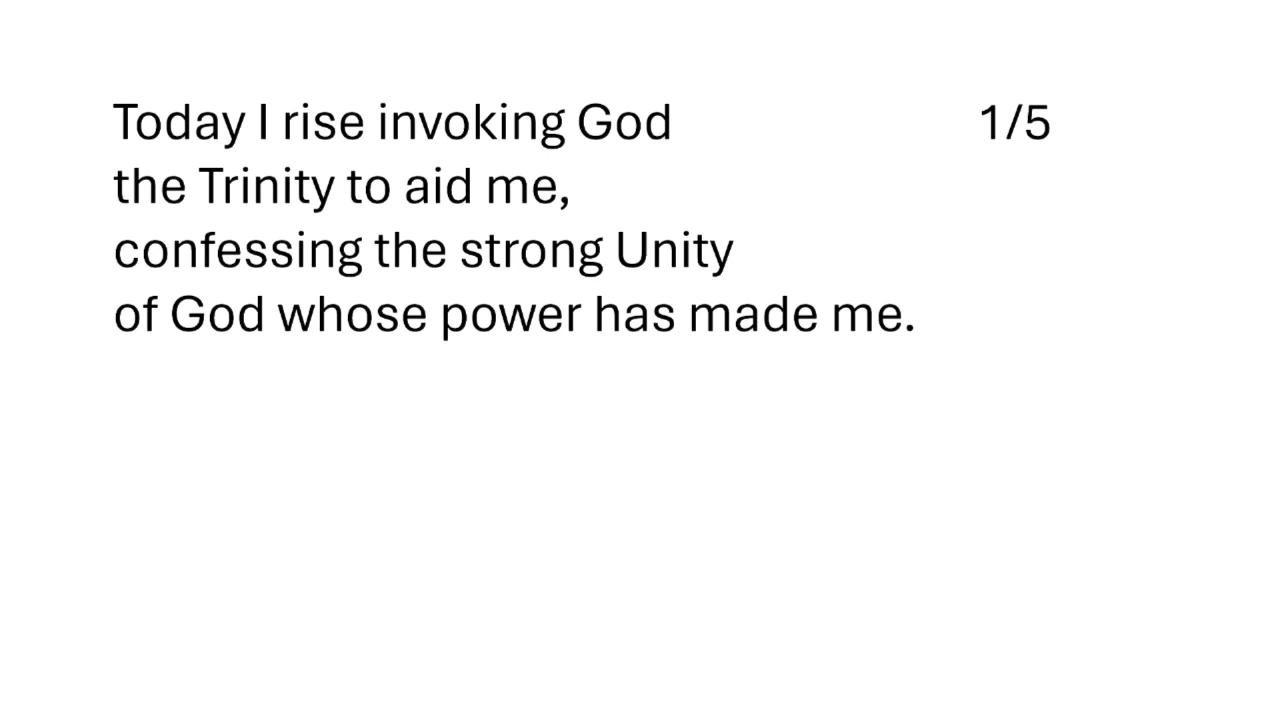 Today I rise invoking God 1/5
the Trinity to aid me,
confessing the strong Unity
of God whose power has made me.